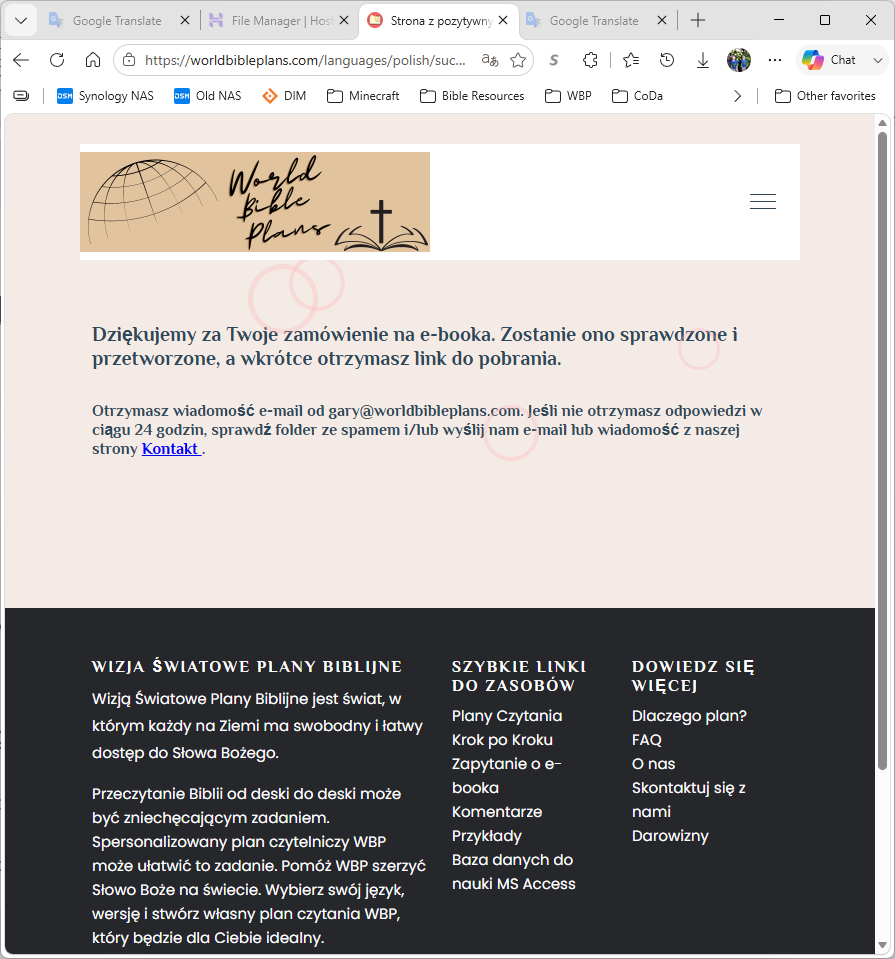 Google Translate
File Manager | Host
Strona z pozytywny
Google Translate
https://worldbibleplans.com/languages/polish/suc...
Chat
Synology NAS
Old NAS
DIM
Minecraft
Bible Resources
WBP
CoDa
Other favorites
World
Bible
Plans
Dziękujemy za Twoje zamówienie na e-booka. Zostanie ono sprawdzone i
przetworzone, a wkrótce otrzymasz link do pobrania.
Otrzymasz wiadomość e-mail od gary@worldbibleplans.com. Jeśli nie otrzymasz odpowiedzi w
ciągu 24 godzin, sprawdź folder ze spamem i/lub wyślij nam e-mail lub wiadomość z naszej
strony Kontakt .
WIZJA ŚWIATOWE PLANY BIBLIJNE
Wizją Światowe Plany Biblijne jest świat, w
którym każdy na Ziemi ma swobodny i łatwy
dostęp do Słowa Bożego.
Przeczytanie Biblii od deski do deski może
być zniechęcającym zadaniem.
Spersonalizowany plan czytelniczy WBP
może ułatwić to zadanie. Pomóż WBP szerzyć
Słowo Boże na świecie. Wybierz swój język,
wersję i stwórz własny plan czytania WBP,
który będzie dla Ciebie idealny.
SZYBKIE LINKI
DO ZASOBÓW
Plany Czytania
Krok po Kroku
Zapytanie o e-
booka
Komentarze
Przykłady
Baza danych do
nauki MS Access
DOWIEDZ SIĘ
WIĘCEJ
Dlaczego plan?
FAQ
O nas
Skontaktuj się z
nami
Darowizny